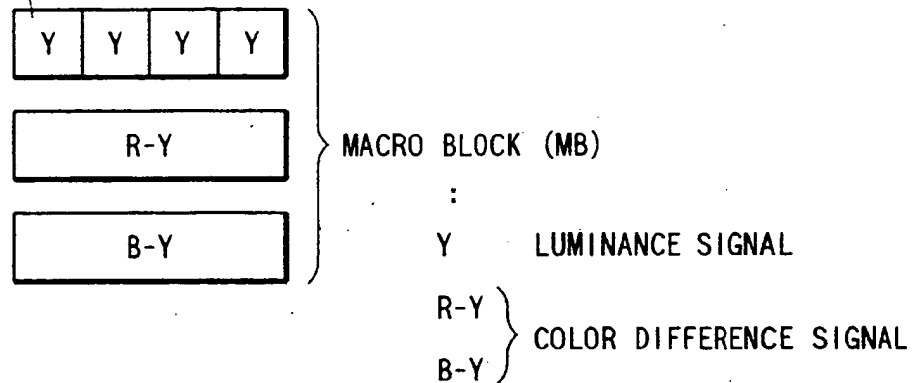 Y Y Y Y
R-Y
B-Y
MACRO BLOCK (MB)
:
Y LUMINANCE SIGNAL
R-Y
B-Y
COLOR DIFFERENCE SIGNAL